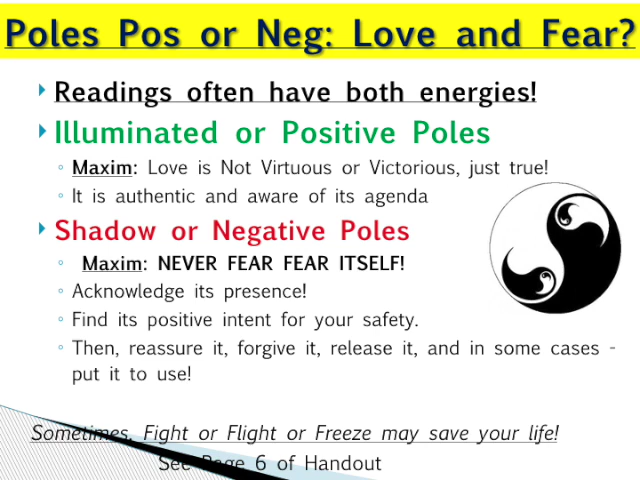 Poles Pos or Neg: Love and Fear?
Readings often have both energies!
Illuminated or Positive Poles
Maxim: Love is Not Virtuous or Victorious, just true!
It is authentic and aware of its agenda
Shadow or Negative Poles
Maxim: NEVER FEAR FEAR ITSELF!
Acknowledge its presence!
Find its positive intent for your safety.
Then, reassure it, forgive it, release it, and in some cases -
put it to use!
Sometimes, Fight or Flight or Freeze may save your life!
See Page 6 of Handout